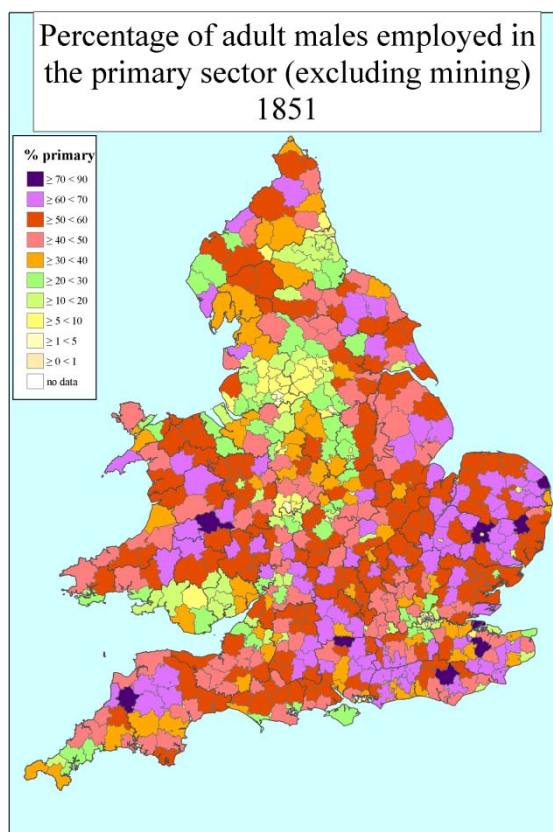 Percentage of adult males employed in
the primary sector (excluding mining)
1851
% primary
≥ 70 < 90
≥ 60 < 70
≥ 50 < 60
≥ 40 < 50
≥ 30 < 40
≥ 20 < 30
≥ 10 < 20
≥ 5 < 10
≥ 1 < 5
≥ 0 < 1
no data